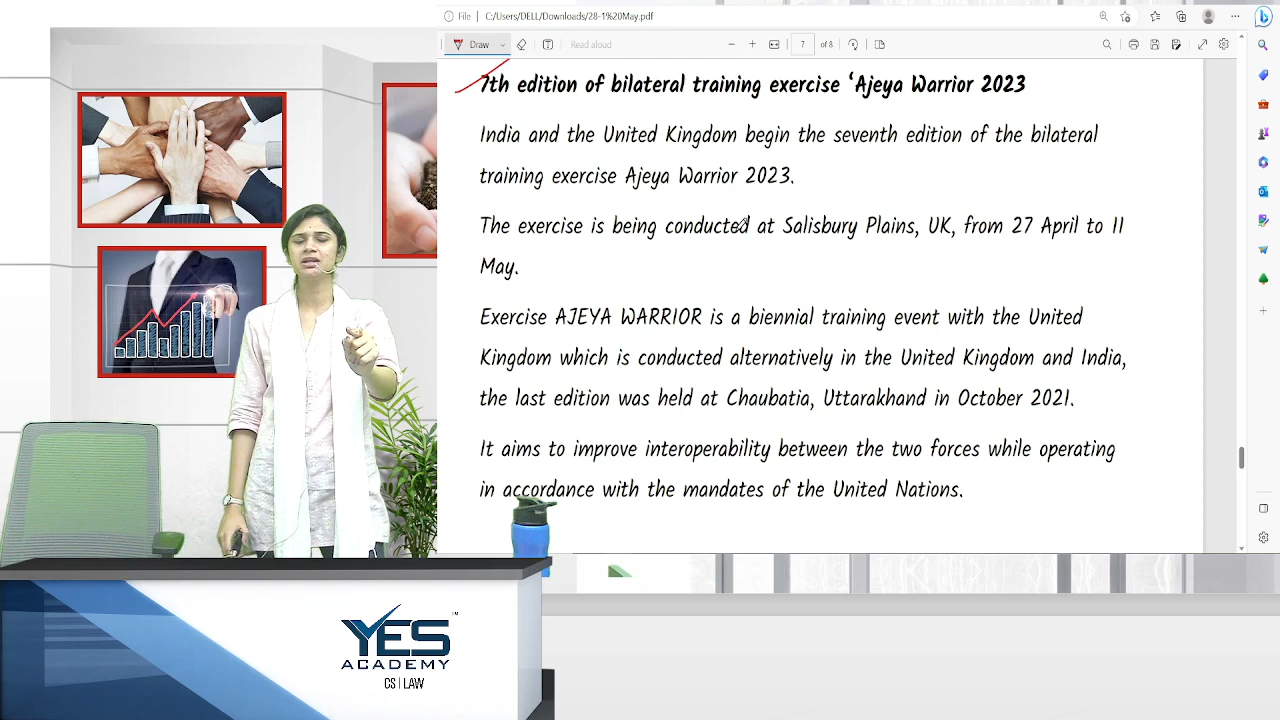 File | C:/Users/DELL/Downloads/28-1%20May.pdf
Draw
Read aloud
7 of 8
7th edition of bilateral training exercise ‘Ajeya Warrior 2023
India and the United Kingdom begin the seventh edition of the bilateral
training exercise Ajeya Warrior 2023.
The exercise is being conducted at Salisbury Plains, UK, from 27 April to 11
May.
Exercise AJEYA WARRIOR is a biennial training event with the United
Kingdom which is conducted alternatively in the United Kingdom and India,
the last edition was held at Chaubatia, Uttarakhand in October 2021.
It aims to improve interoperability between the two forces while operating
in accordance with the mandates of the United Nations.
YES™
ACADEMY
CS | LAW